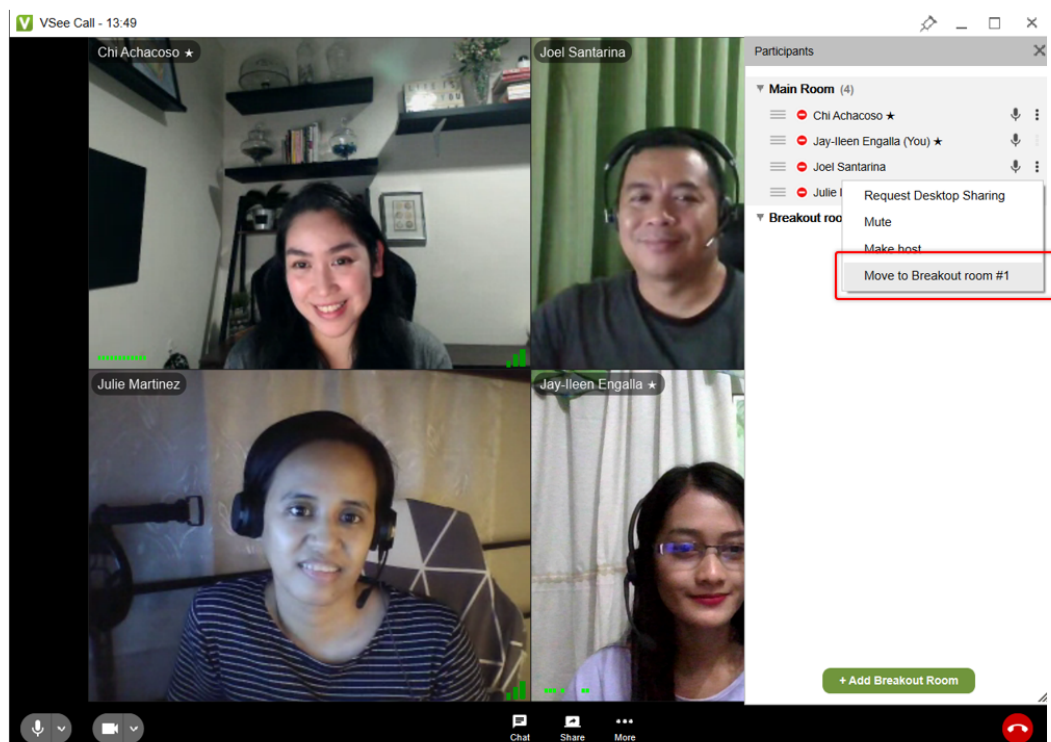 VSee Call - 13:49
Chi Achacoso ★
Joel Santarina
Julie Martinez
Jay-Ileen Engalla ★
Participants
Main Room (4)
Chi Achacoso ★
Jay-Ileen Engalla (You) ★
Joel Santarina
Julie
Breakout roo
Request Desktop Sharing
Mute
Make host
Move to Breakout room #1
+ Add Breakout Room
Chat
Share
More